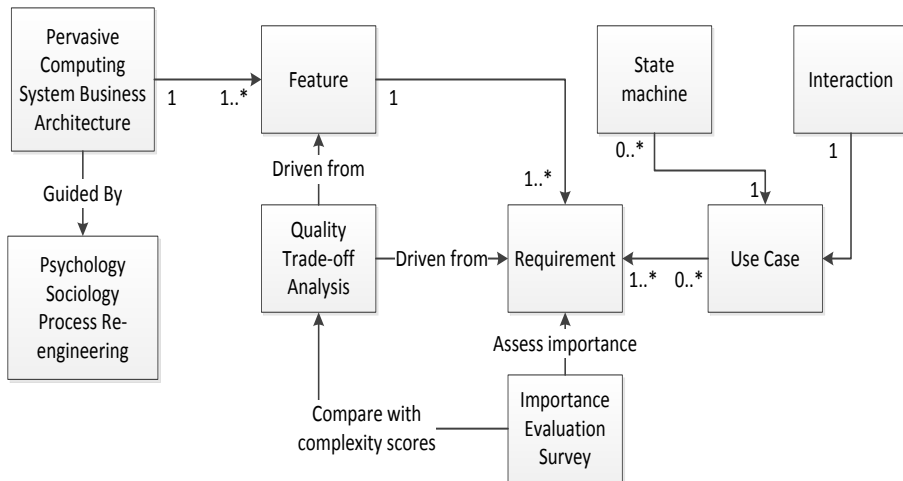 Pervasive
Computing
System Business
Architecture
1
1..*
Feature
1
State
machine
0..*
Interaction
1
Guided By
Driven from
1..*
1
Psychology
Sociology
Process Re-
engineering
Quality
Trade-off
Analysis
Driven from
Requirement
1..*
0..*
Use Case
Assess importance
Compare with
complexity scores
Importance
Evaluation
Survey